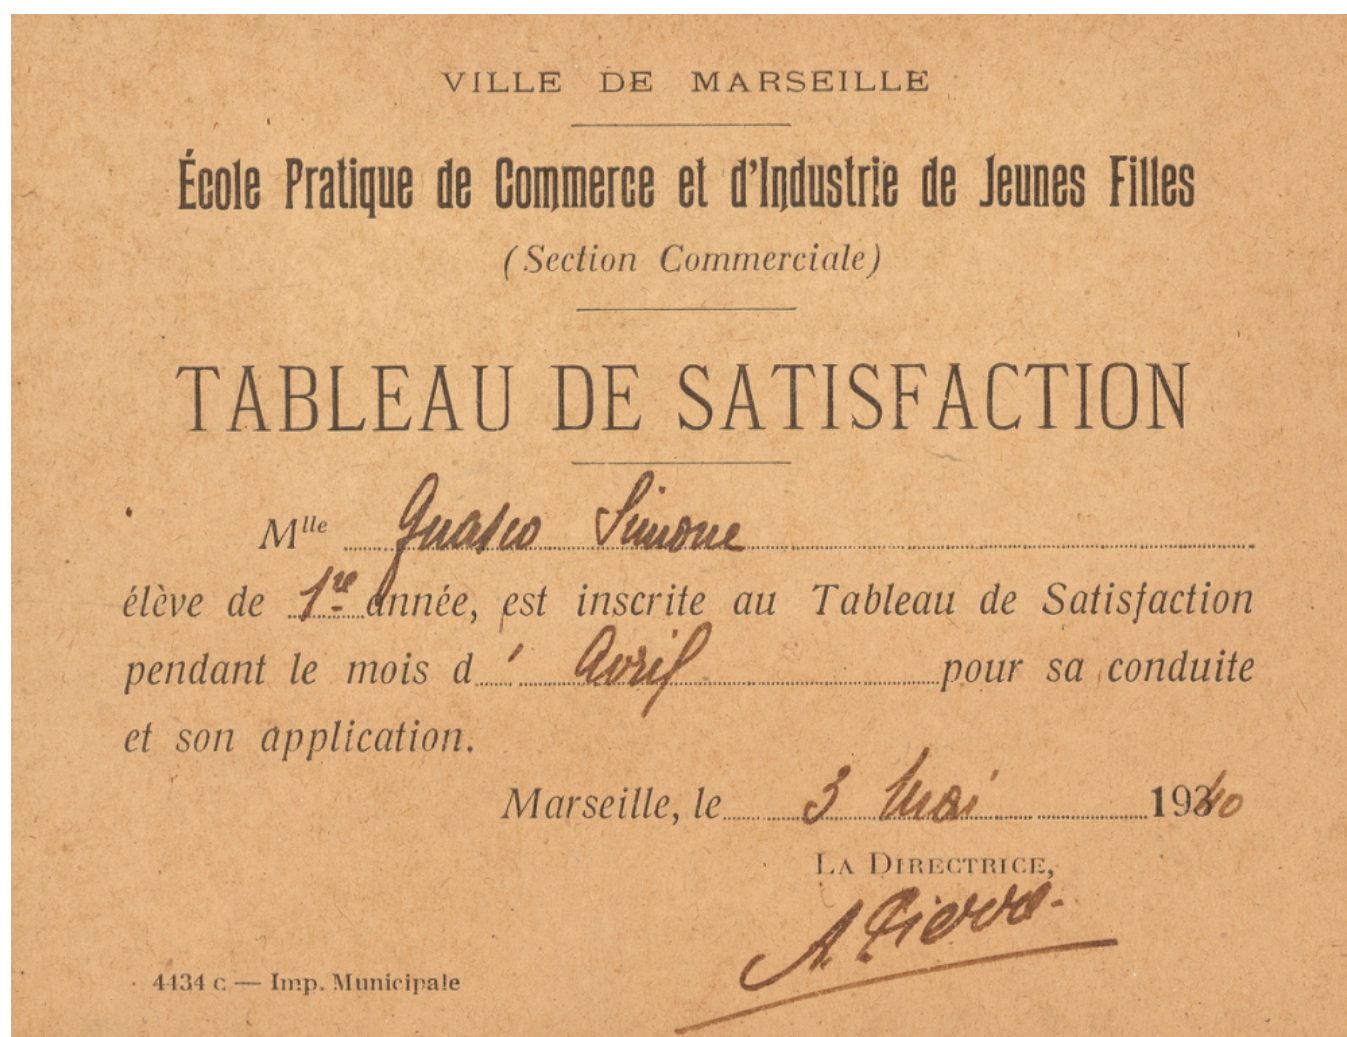 VILLE DE MARSEILLE
École Pratique de Commerce et d'Industrie de Jeunes Filles
(Section Commerciale)
TABLEAU DE SATISFACTION
Mlle Guasco Simone
élève de 1re année, est inscrite au Tableau de Satisfaction
pendant le mois d' Avril pour sa conduite
et son application.
Marseille, le 3 Mai 1940
LA DIRECTRICE,
A. Pierre
4434 c — Imp. Municipale